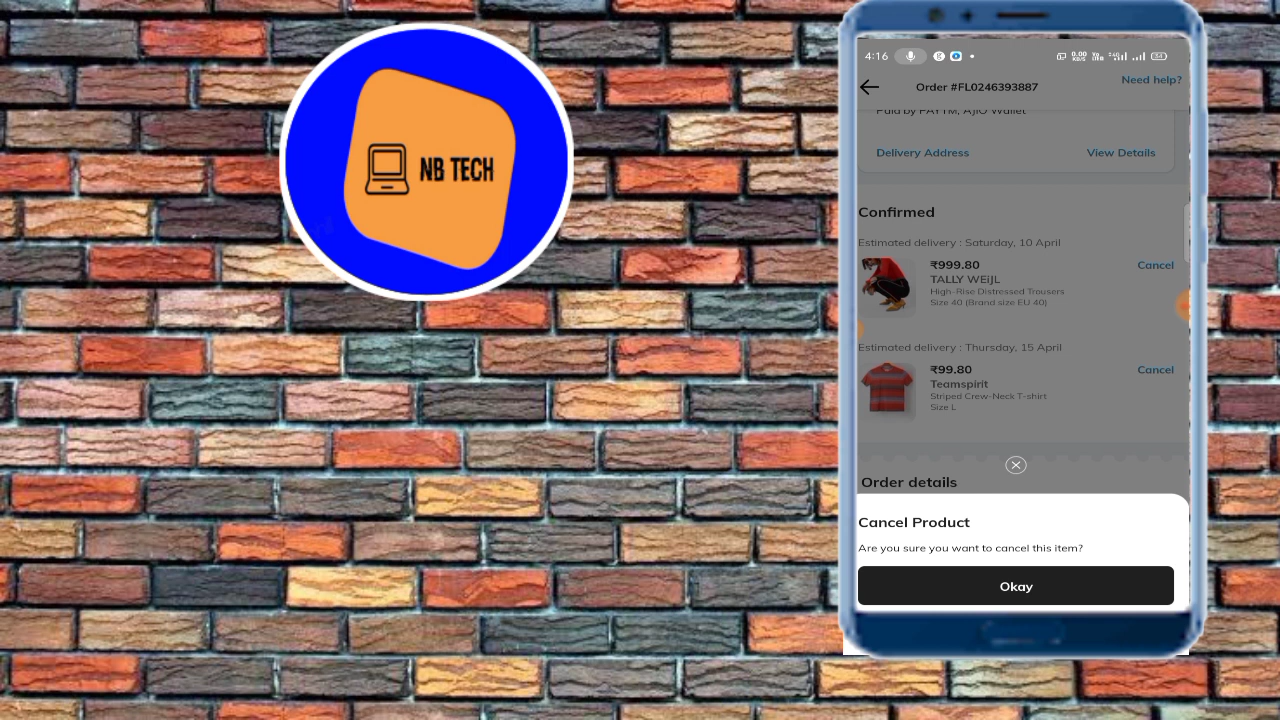 NB TECH
4:16
0.00
Need help?
Order #FL0246393887
Paid by PAYTM, AJIO Wallet
Delivery Address
View Details
Confirmed
Estimated delivery : Saturday, 10 April
₹999.80
Cancel
TALLY WEiJL
High-Rise Distressed Trousers
Size 40 (Brand size EU 40)
Estimated delivery : Thursday, 15 April
₹99.80
Cancel
Teamspirit
Striped Crew-Neck T-shirt
Size L
Order details
Cancel Product
Are you sure you want to cancel this item?
Okay